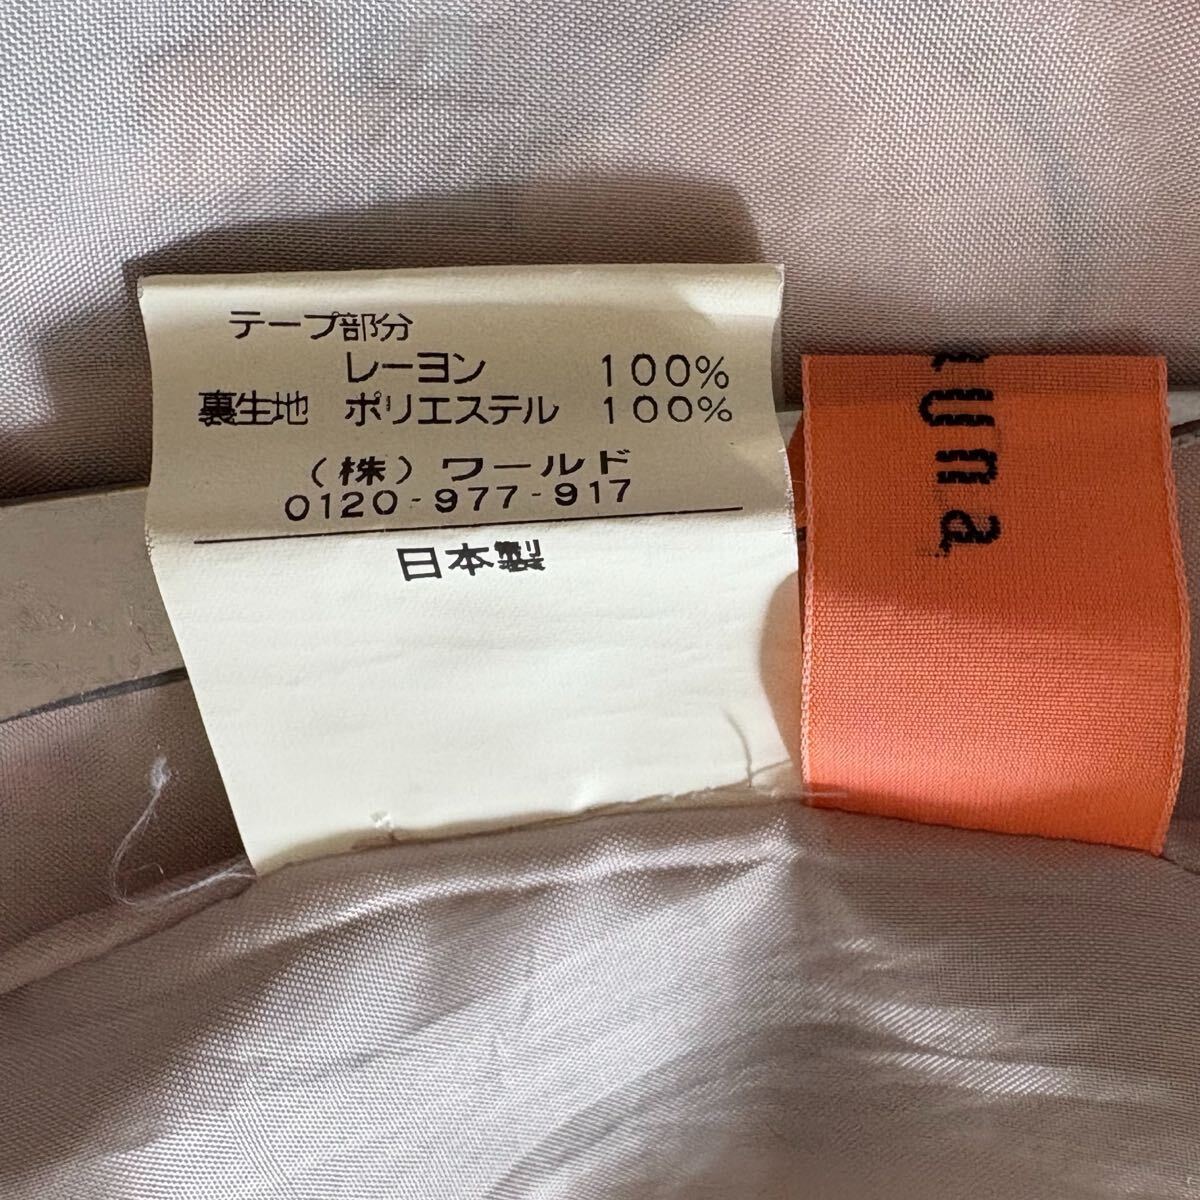 テープ部分
レーヨン 100%
裏生地 ポリエステル 100%
(株)ワールド
0120-977-917
日本製
una